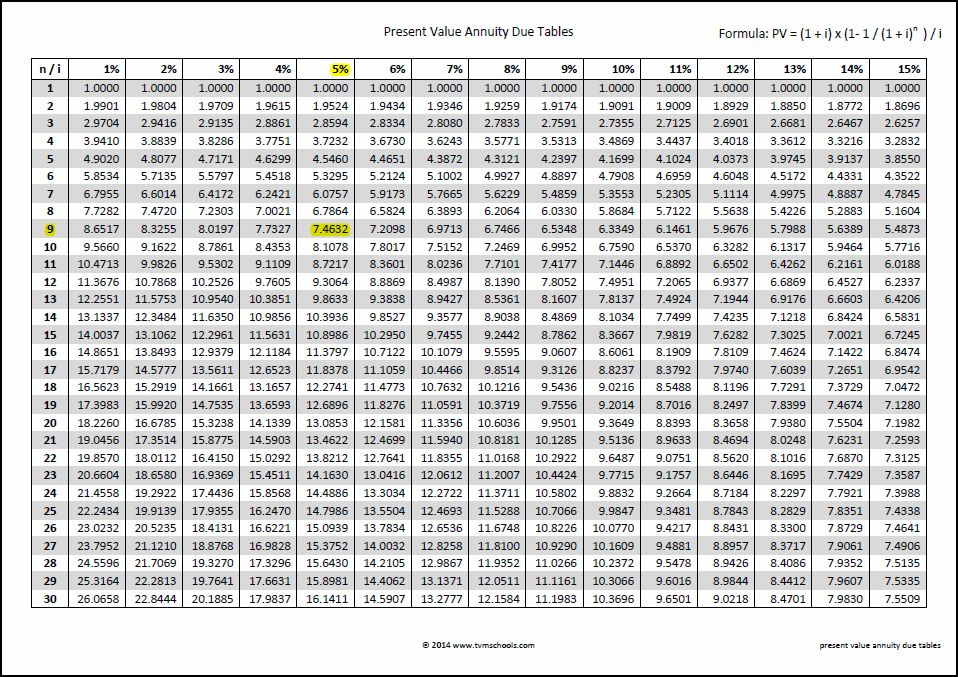 Present Value Annuity Due Tables
Formula: PV = (1 + i) x (1- 1 / (1 + i)ⁿ ) / i
n / i 1% 2% 3% 4% 5% 6% 7% 8% 9% 10% 11% 12% 13% 14% 15%
1 1.0000 1.0000 1.0000 1.0000 1.0000 1.0000 1.0000 1.0000 1.0000 1.0000 1.0000 1.0000 1.0000 1.0000 1.0000
2 1.9901 1.9804 1.9709 1.9615 1.9524 1.9434 1.9346 1.9259 1.9174 1.9091 1.9009 1.8929 1.8850 1.8772 1.8696
3 2.9704 2.9416 2.9135 2.8861 2.8594 2.8334 2.8080 2.7833 2.7591 2.7355 2.7125 2.6901 2.6681 2.6467 2.6257
4 3.9410 3.8839 3.8286 3.7751 3.7232 3.6730 3.6243 3.5771 3.5313 3.4869 3.4437 3.4018 3.3612 3.3216 3.2832
5 4.9020 4.8077 4.7171 4.6299 4.5460 4.4651 4.3872 4.3121 4.2397 4.1699 4.1024 4.0373 3.9745 3.9137 3.8550
6 5.8534 5.7135 5.5797 5.4518 5.3295 5.2124 5.1002 4.9927 4.8897 4.7908 4.6959 4.6048 4.5172 4.4331 4.3522
7 6.7955 6.6014 6.4172 6.2421 6.0757 5.9173 5.7665 5.6229 5.4859 5.3553 5.2305 5.1114 4.9975 4.8887 4.7845
8 7.7282 7.4720 7.2303 7.0021 6.7864 6.5824 6.3893 6.2064 6.0330 5.8684 5.7122 5.5638 5.4226 5.2883 5.1604
9 8.6517 8.3255 8.0197 7.7327 7.4632 7.2098 6.9713 6.7466 6.5348 6.3349 6.1461 5.9676 5.7988 5.6389 5.4873
10 9.5660 9.1622 8.7861 8.4353 8.1078 7.8017 7.5152 7.2469 6.9952 6.7590 6.5370 6.3282 6.1317 5.9464 5.7716
11 10.4713 9.9826 9.5302 9.1109 8.7217 8.3601 8.0236 7.7101 7.4177 7.1446 6.8892 6.6502 6.4262 6.2161 6.0188
12 11.3676 10.7868 10.2526 9.7605 9.3064 8.8869 8.4987 8.1390 7.8052 7.4951 7.2065 6.9377 6.6869 6.4527 6.2337
13 12.2551 11.5753 10.9540 10.3851 9.8633 9.3838 8.9427 8.5361 8.1607 7.8137 7.4924 7.1944 6.9176 6.6603 6.4206
14 13.1337 12.3484 11.6350 10.9856 10.3936 9.8527 9.3577 8.9038 8.4869 8.1034 7.7499 7.4235 7.1218 6.8424 6.5831
15 14.0037 13.1062 12.2961 11.5631 10.8986 10.2950 9.7455 9.2442 8.7862 8.3667 7.9819 7.6282 7.3025 7.0021 6.7245
16 14.8651 13.8493 12.9379 12.1184 11.3797 10.7122 10.1079 9.5595 9.0607 8.6061 8.1909 7.8109 7.4624 7.1422 6.8474
17 15.7179 14.5777 13.5611 12.6523 11.8378 11.1059 10.4466 9.8514 9.3126 8.8237 8.3792 7.9740 7.6039 7.2651 6.9542
18 16.5623 15.2919 14.1661 13.1657 12.2741 11.4773 10.7632 10.1216 9.5436 9.0216 8.5488 8.1196 7.7291 7.3729 7.0472
19 17.3983 15.9920 14.7535 13.6593 12.6896 11.8276 11.0591 10.3719 9.7556 9.2014 8.7016 8.2497 7.8399 7.4674 7.1280
20 18.2260 16.6785 15.3238 14.1339 13.0853 12.1581 11.3356 10.6036 9.9501 9.3649 8.8393 8.3658 7.9380 7.5504 7.1982
21 19.0456 17.3514 15.8775 14.5903 13.4622 12.4699 11.5940 10.8181 10.1285 9.5136 8.9633 8.4694 8.0248 7.6231 7.2593
22 19.8570 18.0112 16.4150 15.0292 13.8212 12.7641 11.8355 11.0168 10.2922 9.6487 9.0751 8.5620 8.1016 7.6870 7.3125
23 20.6604 18.6580 16.9369 15.4511 14.1630 13.0416 12.0612 11.2007 10.4424 9.7715 9.1757 8.6446 8.1695 7.7429 7.3587
24 21.4558 19.2922 17.4436 15.8568 14.4886 13.3034 12.2722 11.3711 10.5802 9.8832 9.2664 8.7184 8.2297 7.7921 7.3988
25 22.2434 19.9139 17.9355 16.2470 14.7986 13.5504 12.4693 11.5288 10.7066 9.9847 9.3481 8.7843 8.2829 7.8351 7.4338
26 23.0232 20.5235 18.4131 16.6221 15.0939 13.7834 12.6536 11.6748 10.8226 10.0770 9.4217 8.8431 8.3300 7.8729 7.4641
27 23.7952 21.1210 18.8768 16.9828 15.3752 14.0032 12.8258 11.8100 10.9290 10.1609 9.4881 8.8957 8.3717 7.9061 7.4906
28 24.5596 21.7069 19.3270 17.3296 15.6430 14.2105 12.9867 11.9352 11.0266 10.2372 9.5478 8.9426 8.4086 7.9352 7.5135
29 25.3164 22.2813 19.7641 17.6631 15.8981 14.4062 13.1371 12.0511 11.1161 10.3066 9.6016 8.9844 8.4412 7.9607 7.5335
30 26.0658 22.8444 20.1885 17.9837 16.1411 14.5907 13.2777 12.1584 11.1983 10.3696 9.6501 9.0218 8.4701 7.9830 7.5509
© 2014 www.tvmschools.com
present value annuity due tables